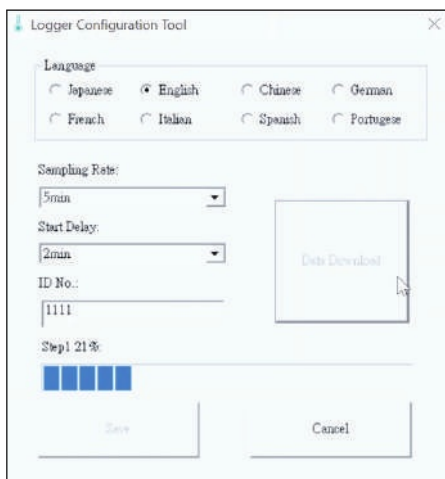 Logger Configuration Tool
Language
Japanese English Chinese German
French Italian Spanish Portugese
Sampling Rate:
5min
Start Delay:
2min
Data Download
ID No.:
1111
Step1 21%
Save Cancel